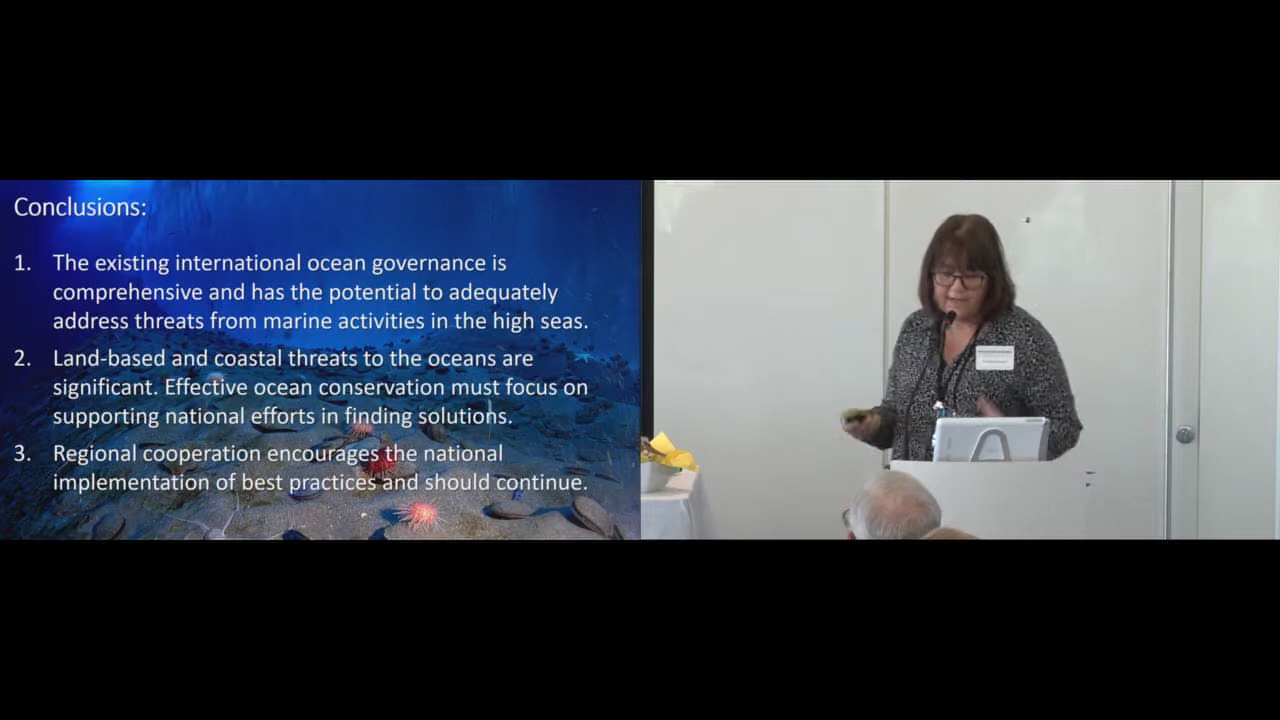 Conclusions:
1. The existing international ocean governance is
comprehensive and has the potential to adequately
address threats from marine activities in the high seas.
2. Land-based and coastal threats to the oceans are
significant. Effective ocean conservation must focus on
supporting national efforts in finding solutions.
3. Regional cooperation encourages the national
implementation of best practices and should continue.